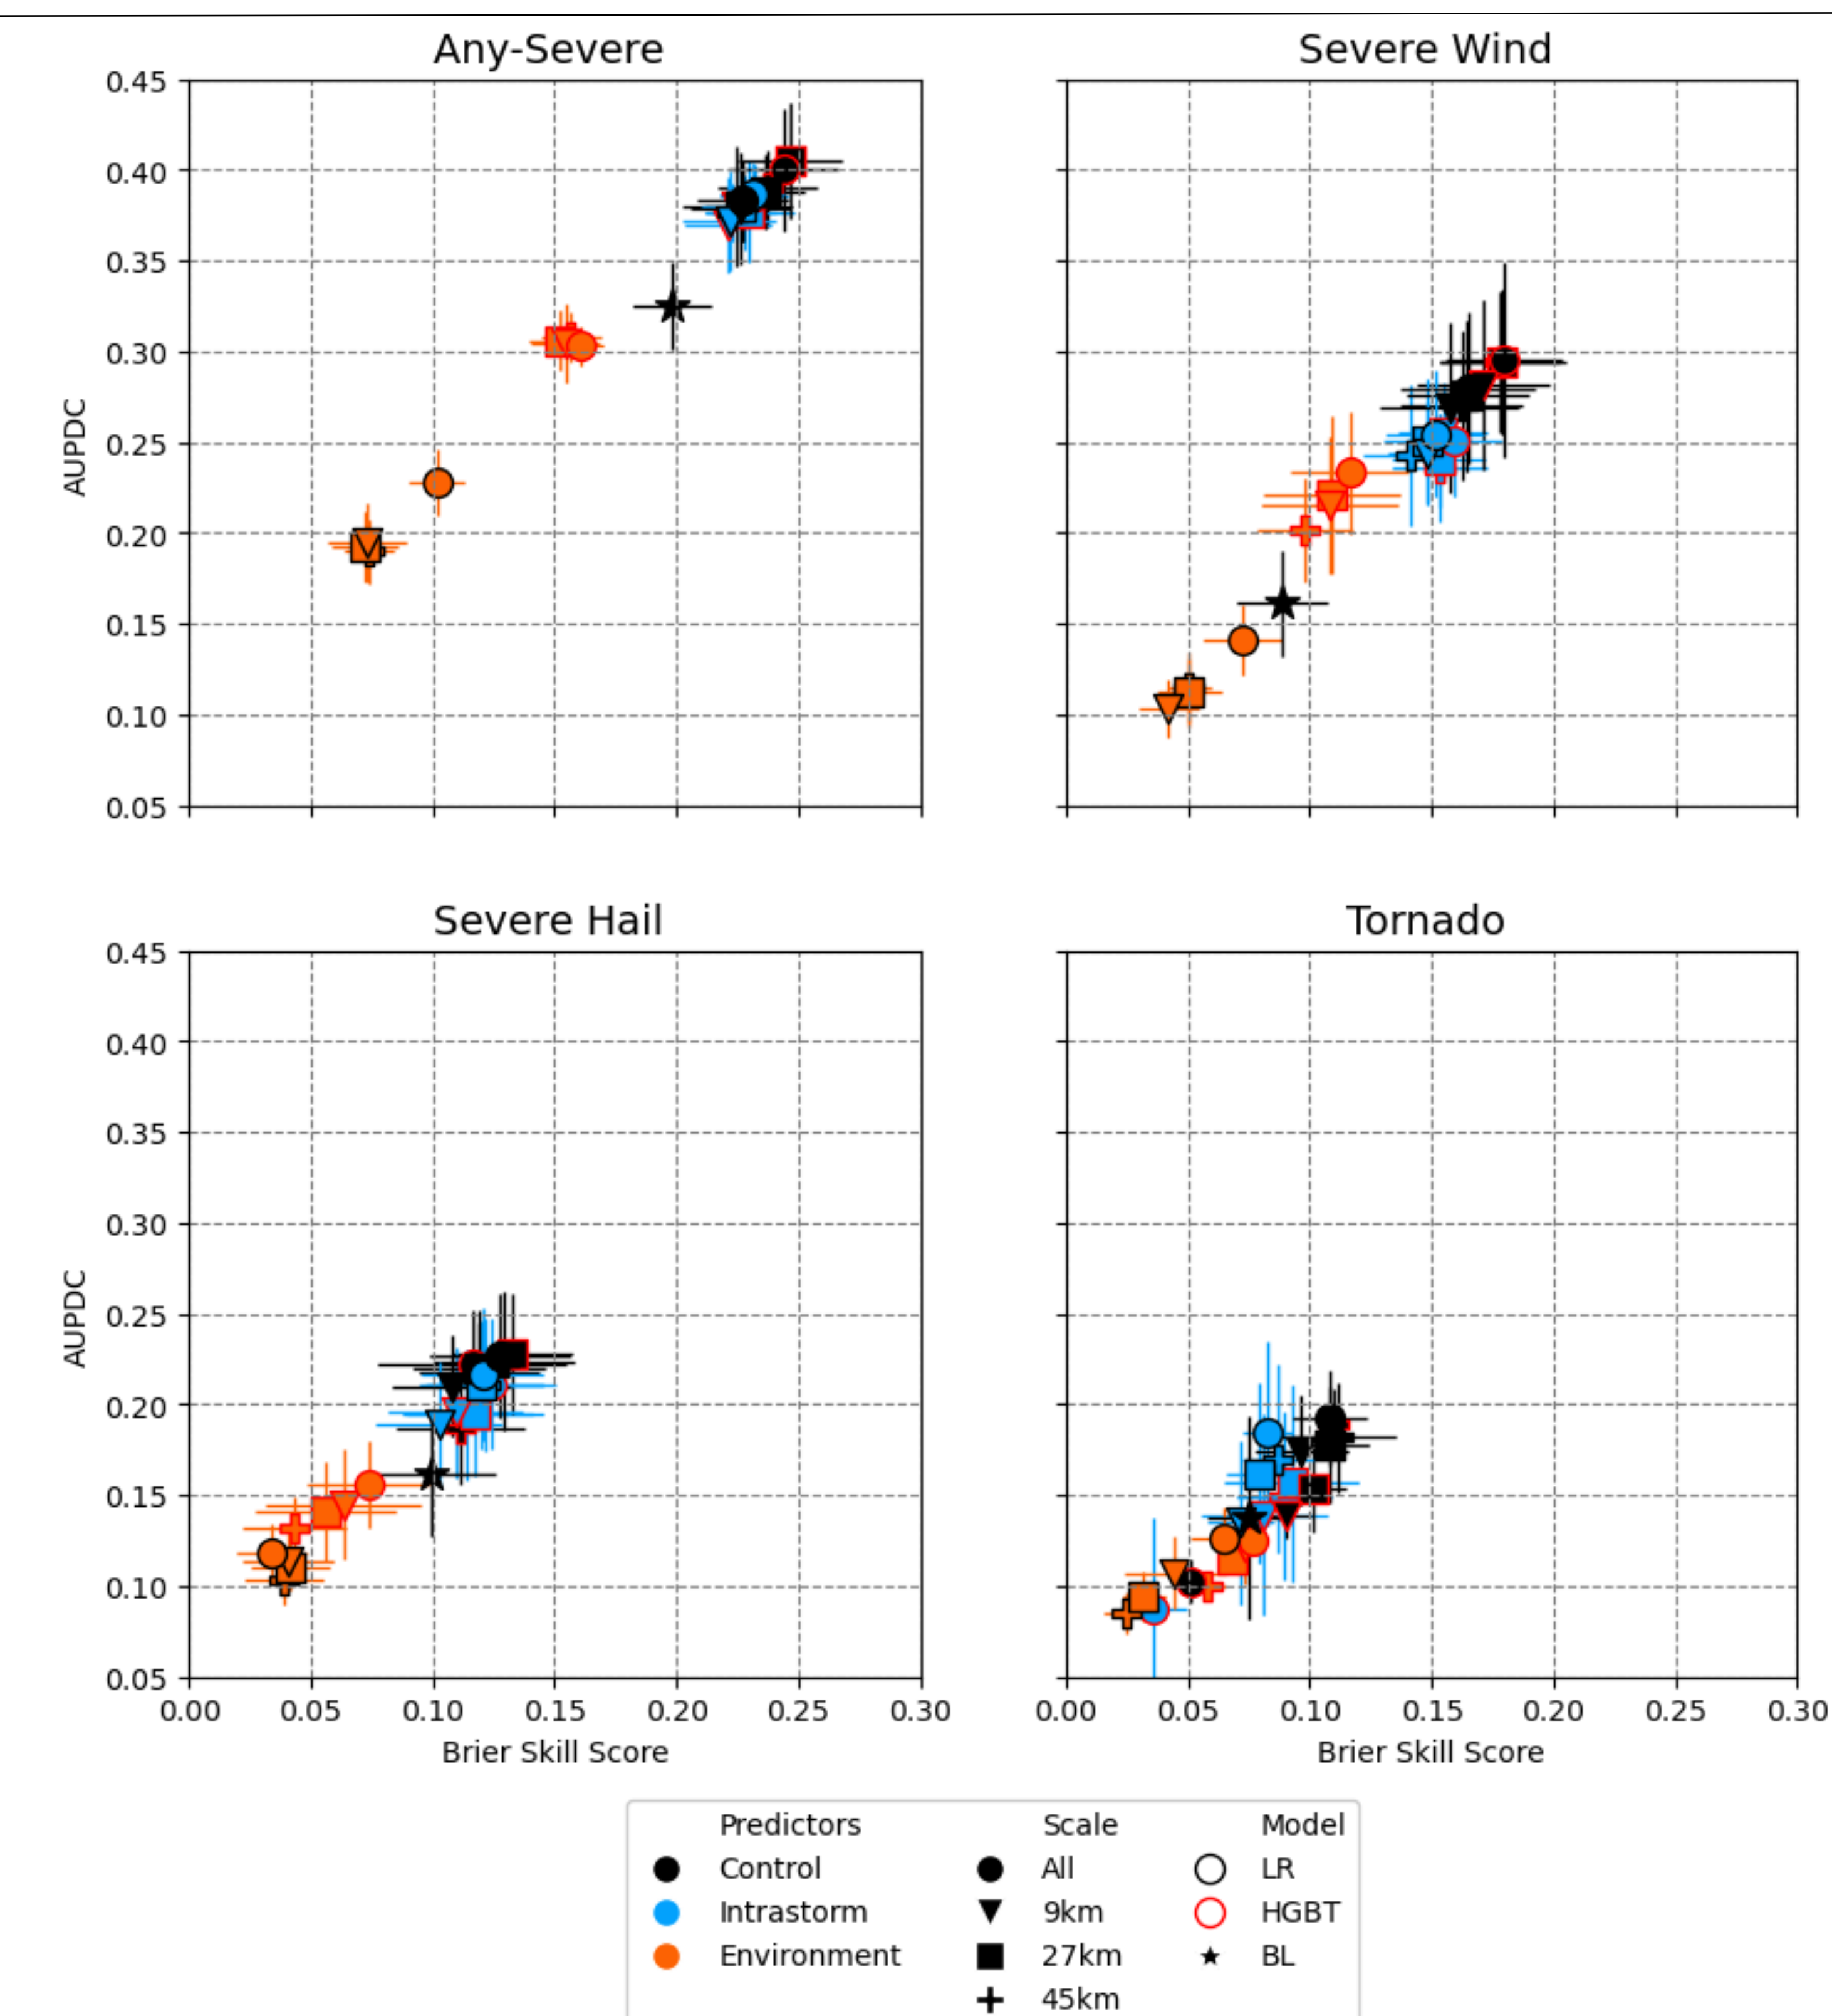 Any-Severe
Severe Wind
0.45
0.40
0.35
0.30
0.25
0.20
0.15
0.10
0.05
AUPDC
Severe Hail
Tornado
0.45
0.40
0.35
0.30
0.25
0.20
0.15
0.10
0.05
AUPDC
0.00 0.05 0.10 0.15 0.20 0.25 0.30
0.00 0.05 0.10 0.15 0.20 0.25 0.30
Brier Skill Score
Brier Skill Score
Predictors Scale Model
Control All LR
Intrastorm 9km HGBT
Environment 27km BL
45km